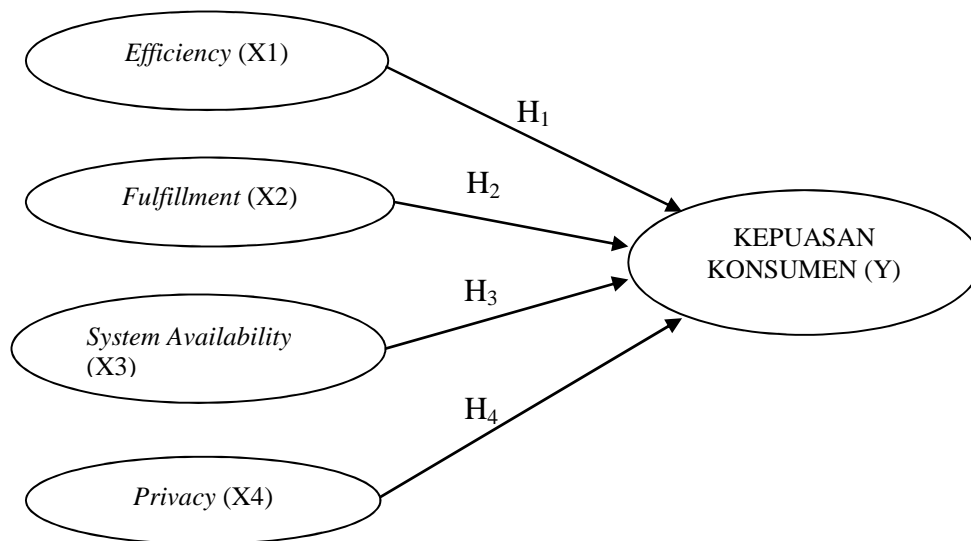 Efficiency (X1)
H₁
Fulfillment (X2)
H₂
KEPUASAN
KONSUMEN (Y)
H₃
System Availability
(X3)
H₄
Privacy (X4)